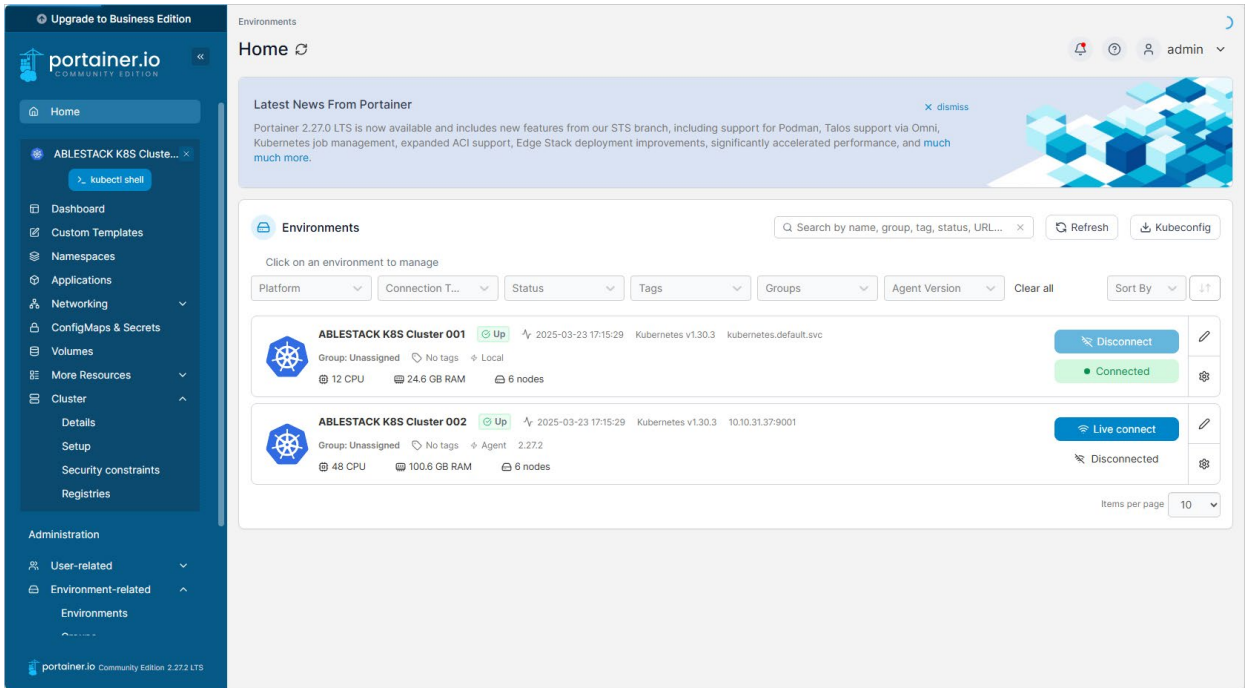 Upgrade to Business Edition
portainer.io
COMMUNITY EDITION
Home
ABLESTACK K8S Cluste...
>_ kubectl shell
Dashboard
Custom Templates
Namespaces
Applications
Networking
ConfigMaps & Secrets
Volumes
More Resources
Cluster
Details
Setup
Security constraints
Registries
Administration
User-related
Environment-related
Environments
portainer.io Community Edition 2.27.2 LTS
Environments
Home
admin
Latest News From Portainer
dismiss
Portainer 2.27.0 LTS is now available and includes new features from our STS branch, including support for Podman, Talos support via Omni,
Kubernetes job management, expanded ACI support, Edge Stack deployment improvements, significantly accelerated performance, and much
much more.
Environments
Search by name, group, tag, status, URL...
Refresh
Kubeconfig
Click on an environment to manage
Platform
Connection T...
Status
Tags
Groups
Agent Version
Clear all
Sort By
ABLESTACK K8S Cluster 001 Up 2025-03-23 17:15:29 Kubernetes v1.30.3 kubernetes.default.svc
Group: Unassigned No tags Local
12 CPU 24.6 GB RAM 6 nodes
Disconnect
Connected
ABLESTACK K8S Cluster 002 Up 2025-03-23 17:15:29 Kubernetes v1.30.3 10.10.31.37:9001
Group: Unassigned No tags Agent 2.27.2
48 CPU 100.6 GB RAM 6 nodes
Live connect
Disconnected
Items per page 10